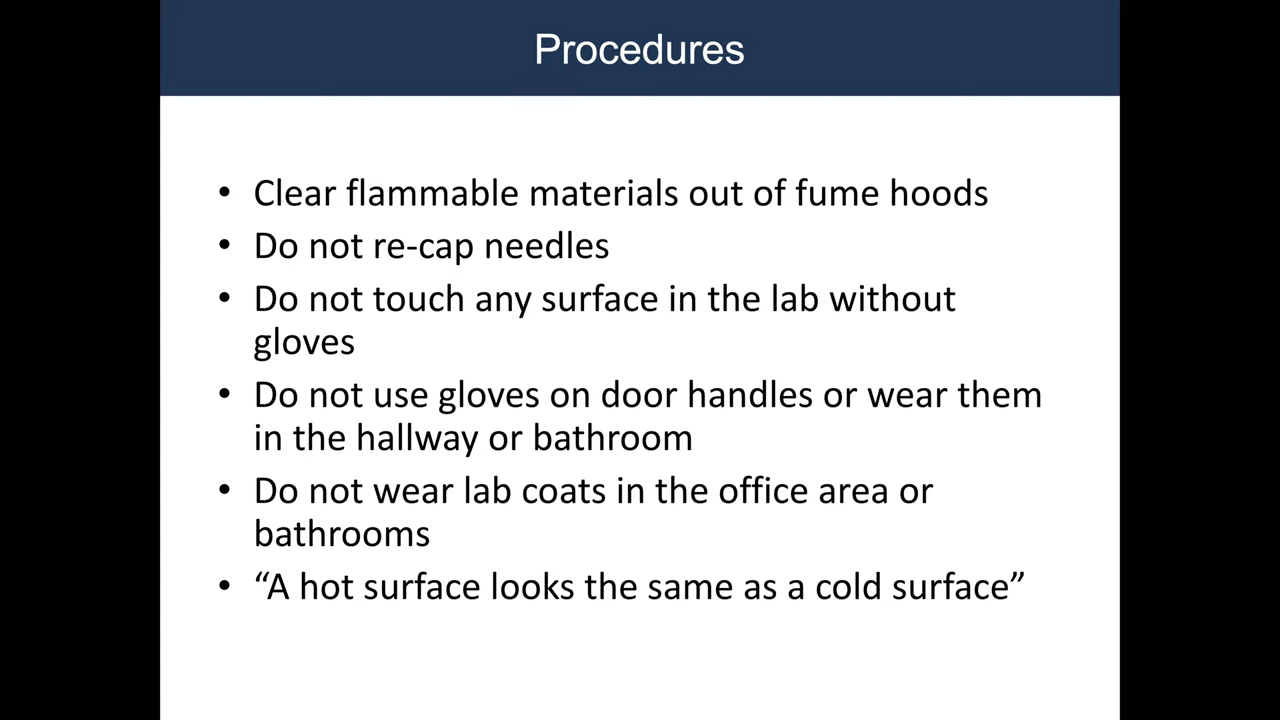 Procedures
• Clear flammable materials out of fume hoods
• Do not re-cap needles
• Do not touch any surface in the lab without
gloves
• Do not use gloves on door handles or wear them
in the hallway or bathroom
• Do not wear lab coats in the office area or
bathrooms
• “A hot surface looks the same as a cold surface”